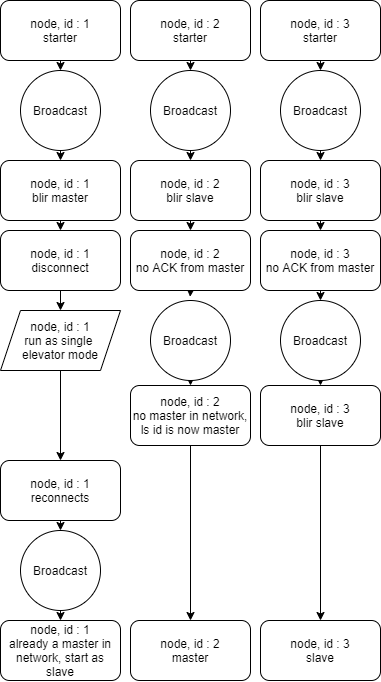 node, id : 1
starter
node, id : 2
starter
node, id : 3
starter
Broadcast
Broadcast
Broadcast
node, id : 1
blir master
node, id : 2
blir slave
node, id : 3
blir slave
node, id : 1
disconnect
node, id : 2
no ACK from master
node, id : 3
no ACK from master
node, id : 1
run as single
elevator mode
Broadcast
Broadcast
node, id : 2
no master in network,
ls id is now master
node, id : 3
blir slave
node, id : 1
reconnects
Broadcast
node, id : 1
already a master in
network, start as
slave
node, id : 2
master
node, id : 3
slave